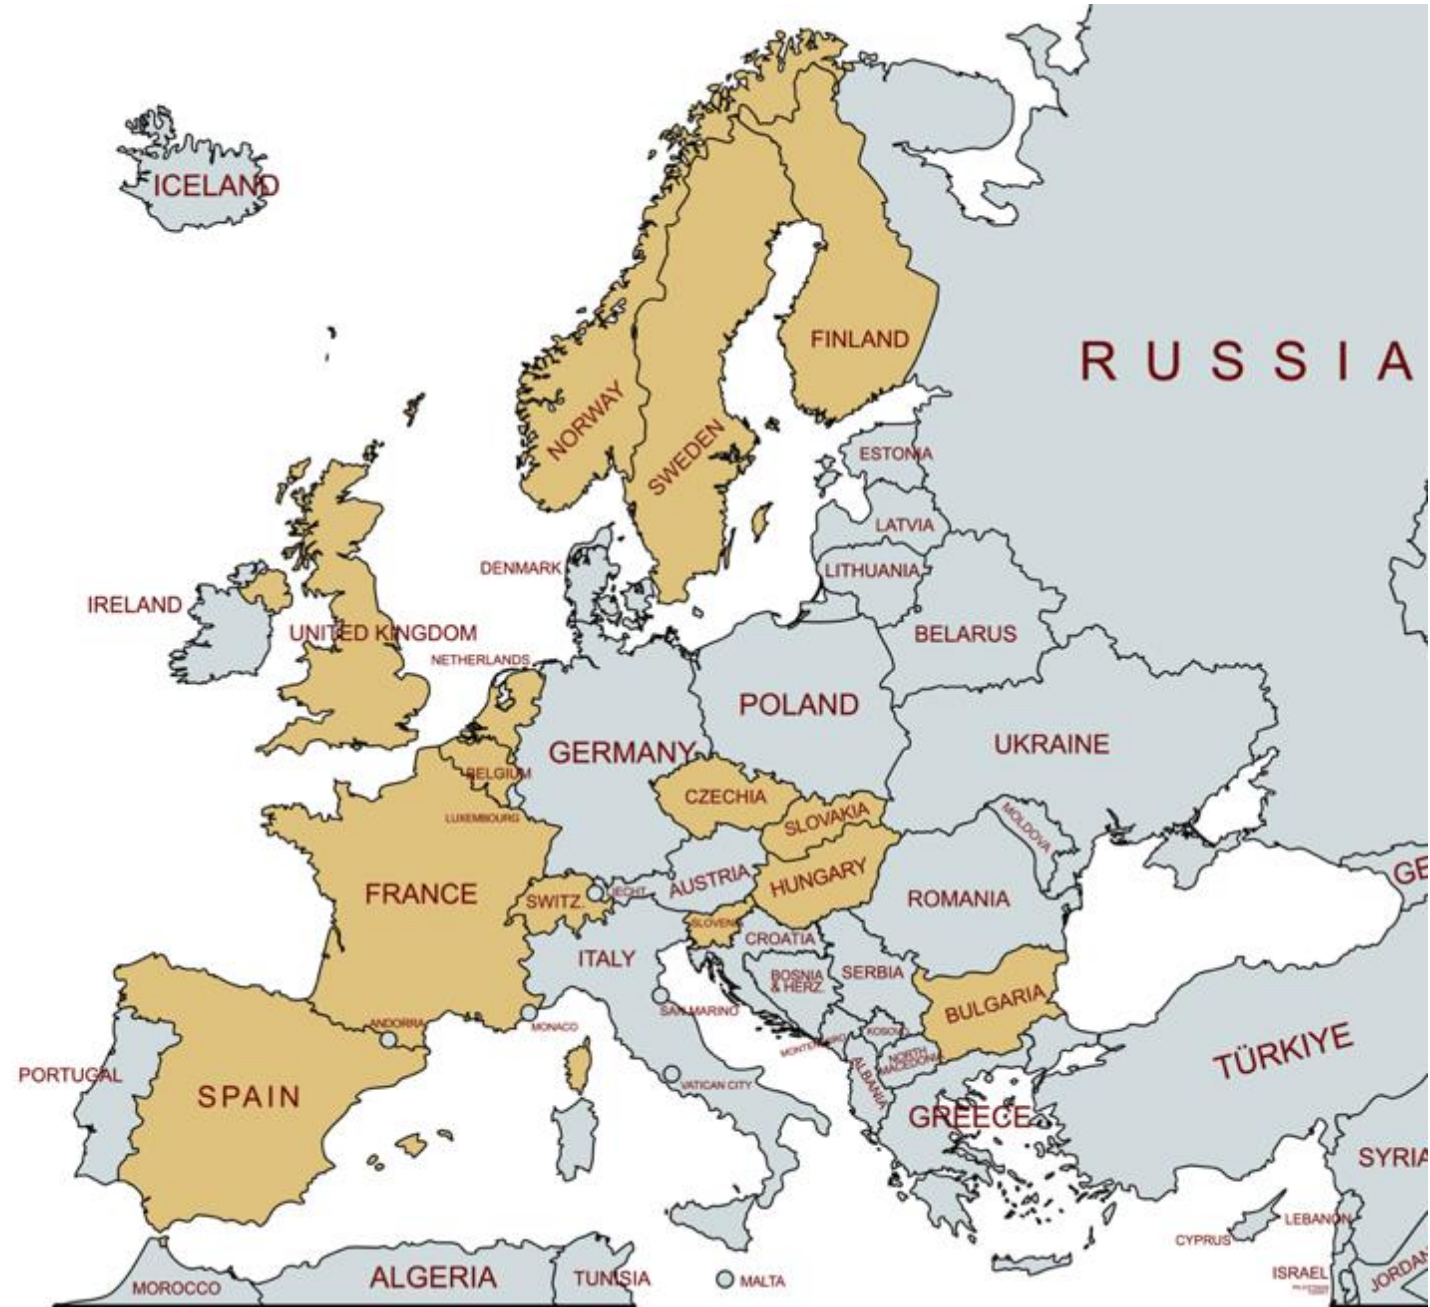 ICELAND
RUSSIA
FINLAND
NORWAY
SWEDEN
ESTONIA
LATVIA
DENMARK
LITHUANIA
IRELAND
UNITED KINGDOM
BELARUS
NETHERLANDS
POLAND
GERMANY
UKRAINE
BELGIUM
CZECHIA
LUXEMBOURG
SLOVAKIA
MOLDOVA
FRANCE
SWITZ.
IECHT.
AUSTRIA
HUNGARY
ROMANIA
GE
SLOVENI
CROATIA
ITALY
SERBIA
BOSNIA
& HERZ.
BULGARIA
SAN MARINO
ANDORRA
MONACO
KOSOVO
MONTENEGRO
NORTH
MACEDONIA
TÜRKIYE
PORTUGAL
SPAIN
VATICAN CITY
ALBANIA
GREECE
SYRIA
LEBANON
CYPRUS
ISRAEL
JORDAN
MOROCCO
ALGERIA
TUNISIA
MALTA